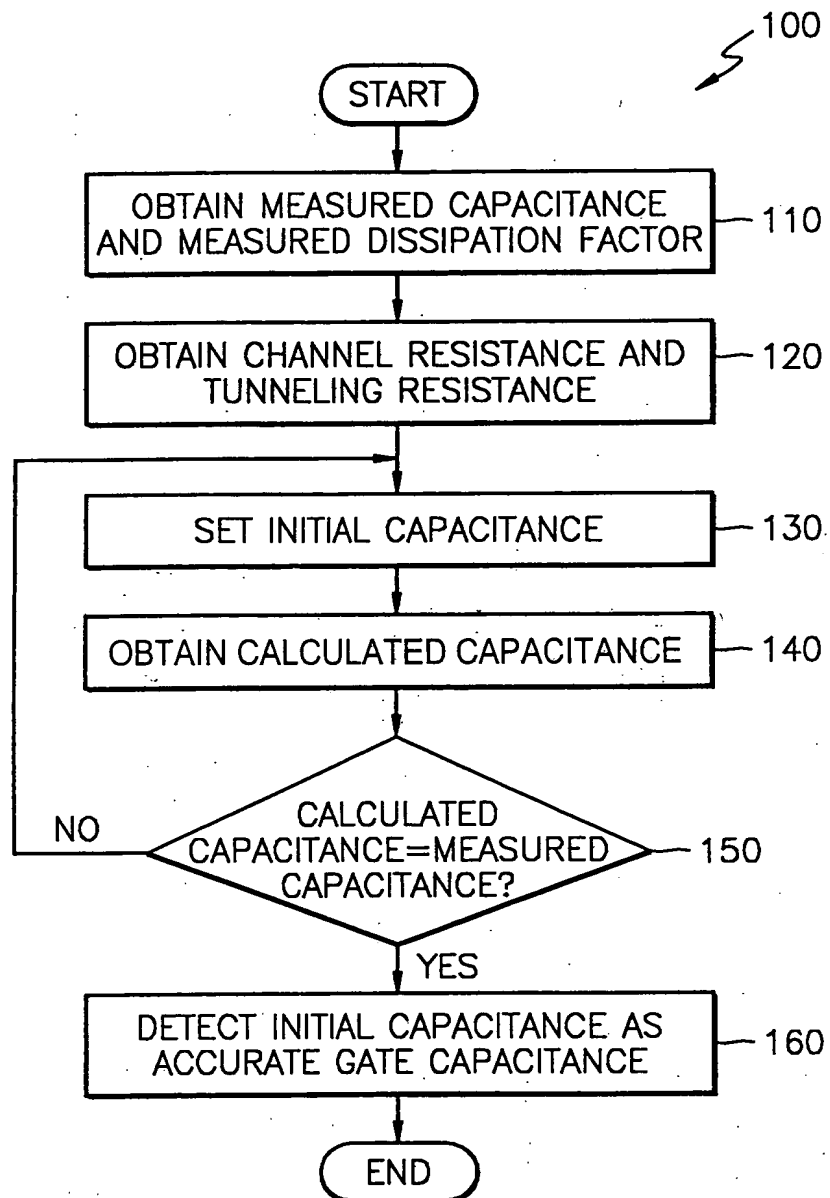 100
START
OBTAIN MEASURED CAPACITANCE
AND MEASURED DISSIPATION FACTOR
110
OBTAIN CHANNEL RESISTANCE AND
TUNNELING RESISTANCE
120
SET INITIAL CAPACITANCE
130
OBTAIN CALCULATED CAPACITANCE
140
CALCULATED
CAPACITANCE=MEASURED
CAPACITANCE?
150
NO
YES
DETECT INITIAL CAPACITANCE AS
ACCURATE GATE CAPACITANCE
160
END